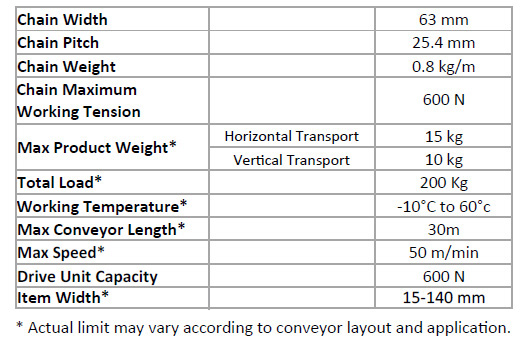 Chain Width 63 mm
Chain Pitch 25.4 mm
Chain Weight 0.8 kg/m
Chain Maximum
Working Tension 600 N
Max Product Weight* Horizontal Transport 15 kg
Vertical Transport 10 kg
Total Load* 200 Kg
Working Temperature* -10°C to 60°c
Max Conveyor Length* 30m
Max Speed* 50 m/min
Drive Unit Capacity 600 N
Item Width* 15-140 mm
* Actual limit may vary according to conveyor layout and application.